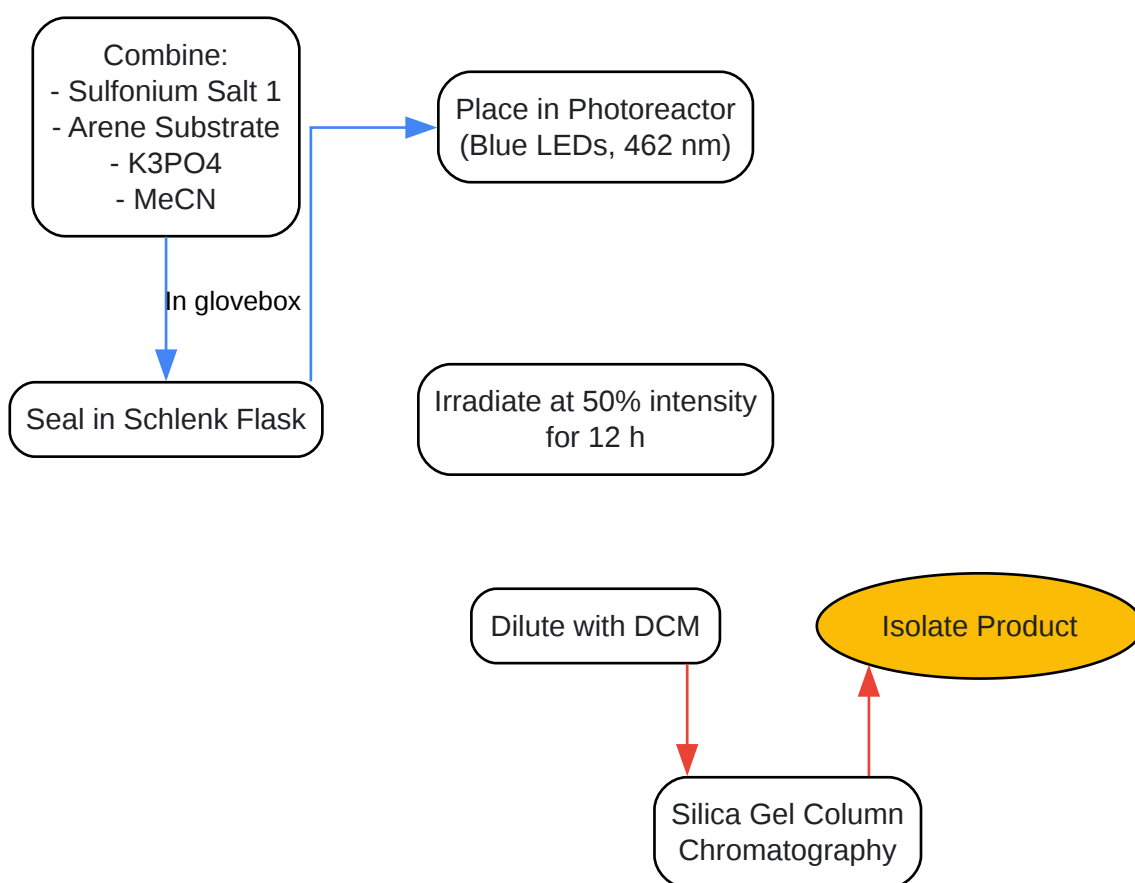 Combine:
- Sulfonium Salt 1
- Arene Substrate
- K3PO4
- MeCN
Place in Photoreactor
(Blue LEDs, 462 nm)
In glovebox
Seal in Schlenk Flask
Irradiate at 50% intensity
for 12 h
Dilute with DCM
Isolate Product
Silica Gel Column
Chromatography